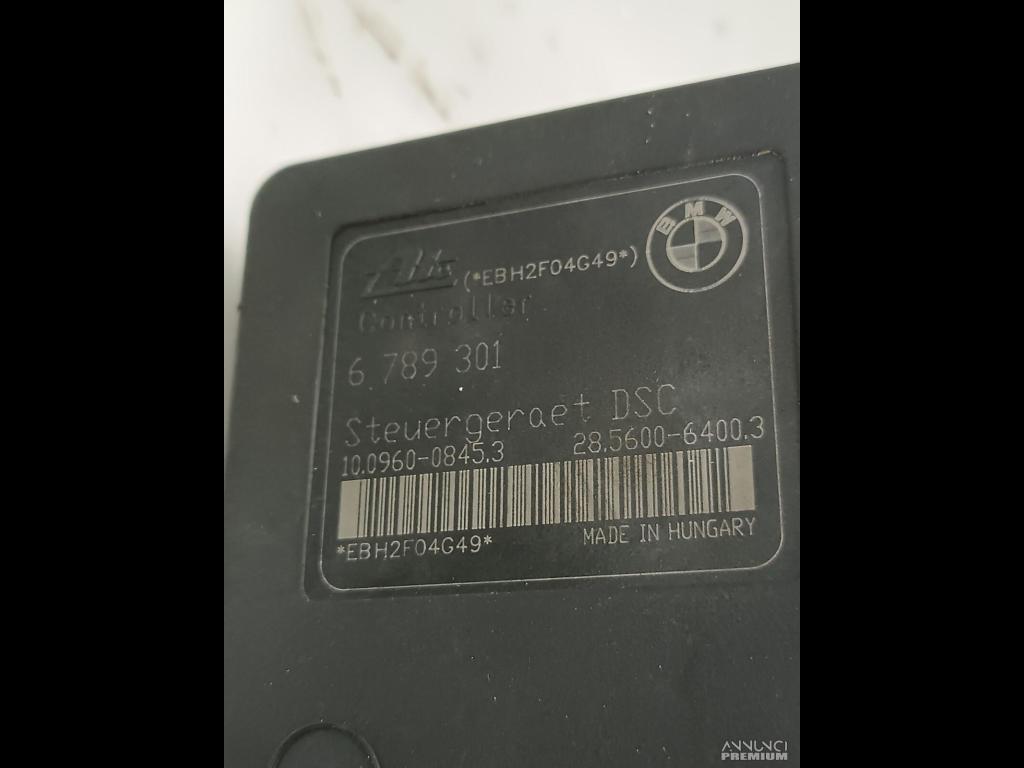 BMW
Ate (*EBH2F04G49*)
Controller
6 789 301
Steuergeraet DSC
10.0960-0845.3 28.5600-6400.3
*EBH2F04G49* MADE IN HUNGARY
ANNUNCI
PREMIUM